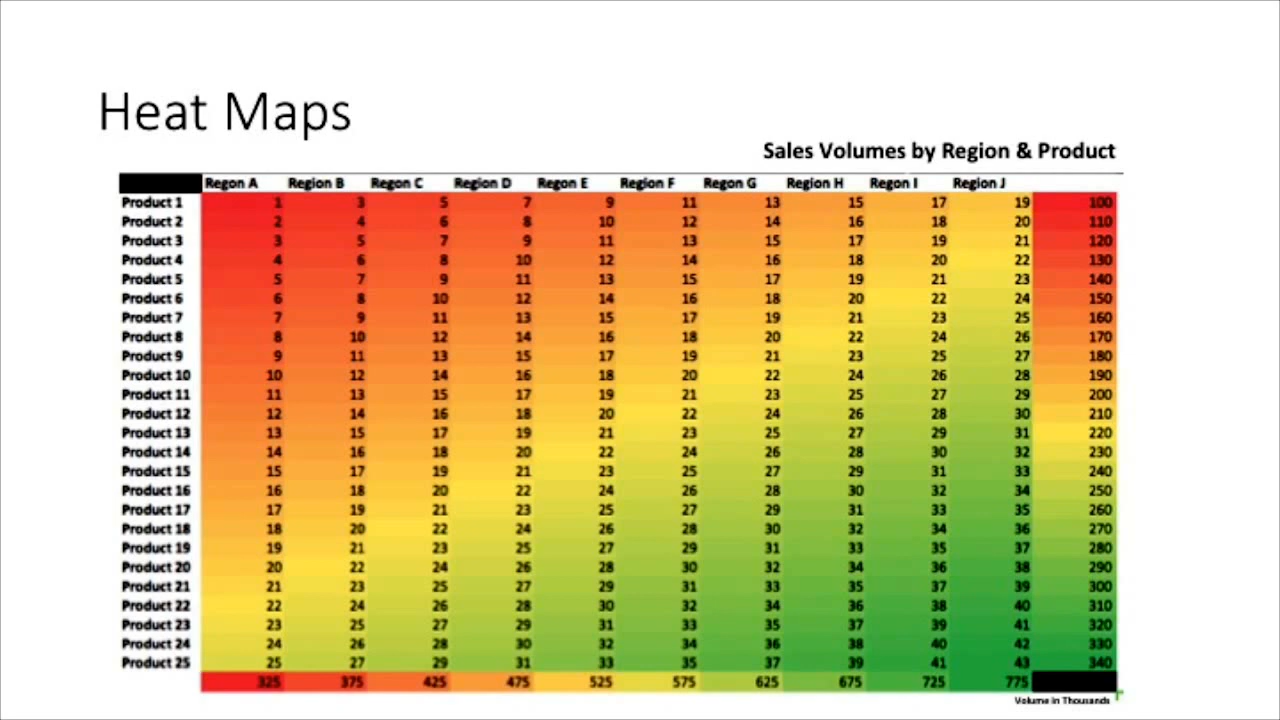 Heat Maps
Sales Volumes by Region & Product
Regon A Region B Regon C Region D Regon E Region F Regon G Region H Regon I Region J
Product 1 1 3 5 7 9 11 13 15 17 19 100
Product 2 2 4 6 8 10 12 14 16 18 20 110
Product 3 3 5 7 9 11 13 15 17 19 21 120
Product 4 4 6 8 10 12 14 16 18 20 22 130
Product 5 5 7 9 11 13 15 17 19 21 23 140
Product 6 6 8 10 12 14 16 18 20 22 24 150
Product 7 7 9 11 13 15 17 19 21 23 25 160
Product 8 8 10 12 14 16 18 20 22 24 26 170
Product 9 9 11 13 15 17 19 21 23 25 27 180
Product 10 10 12 14 16 18 20 22 24 26 28 190
Product 11 11 13 15 17 19 21 23 25 27 29 200
Product 12 12 14 16 18 20 22 24 26 28 30 210
Product 13 13 15 17 19 21 23 25 27 29 31 220
Product 14 14 16 18 20 22 24 26 28 30 32 230
Product 15 15 17 19 21 23 25 27 29 31 33 240
Product 16 16 18 20 22 24 26 28 30 32 34 250
Product 17 17 19 21 23 25 27 29 31 33 35 260
Product 18 18 20 22 24 26 28 30 32 34 36 270
Product 19 19 21 23 25 27 29 31 33 35 37 280
Product 20 20 22 24 26 28 30 32 34 36 38 290
Product 21 21 23 25 27 29 31 33 35 37 39 300
Product 22 22 24 26 28 30 32 34 36 38 40 310
Product 23 23 25 27 29 31 33 35 37 39 41 320
Product 24 24 26 28 30 32 34 36 38 40 42 330
Product 25 25 27 29 31 33 35 37 39 41 43 340
325 375 425 475 525 575 625 675 725 775
Volume in Thousands